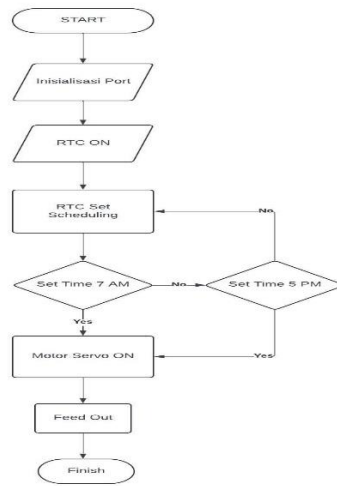 START
Inisialisasi Port
RTC ON
RTC Set
Scheduling
No
Set Time 7 AM
No
Set Time 5 PM
Yes
Yes
Motor Servo ON
Feed Out
Finish